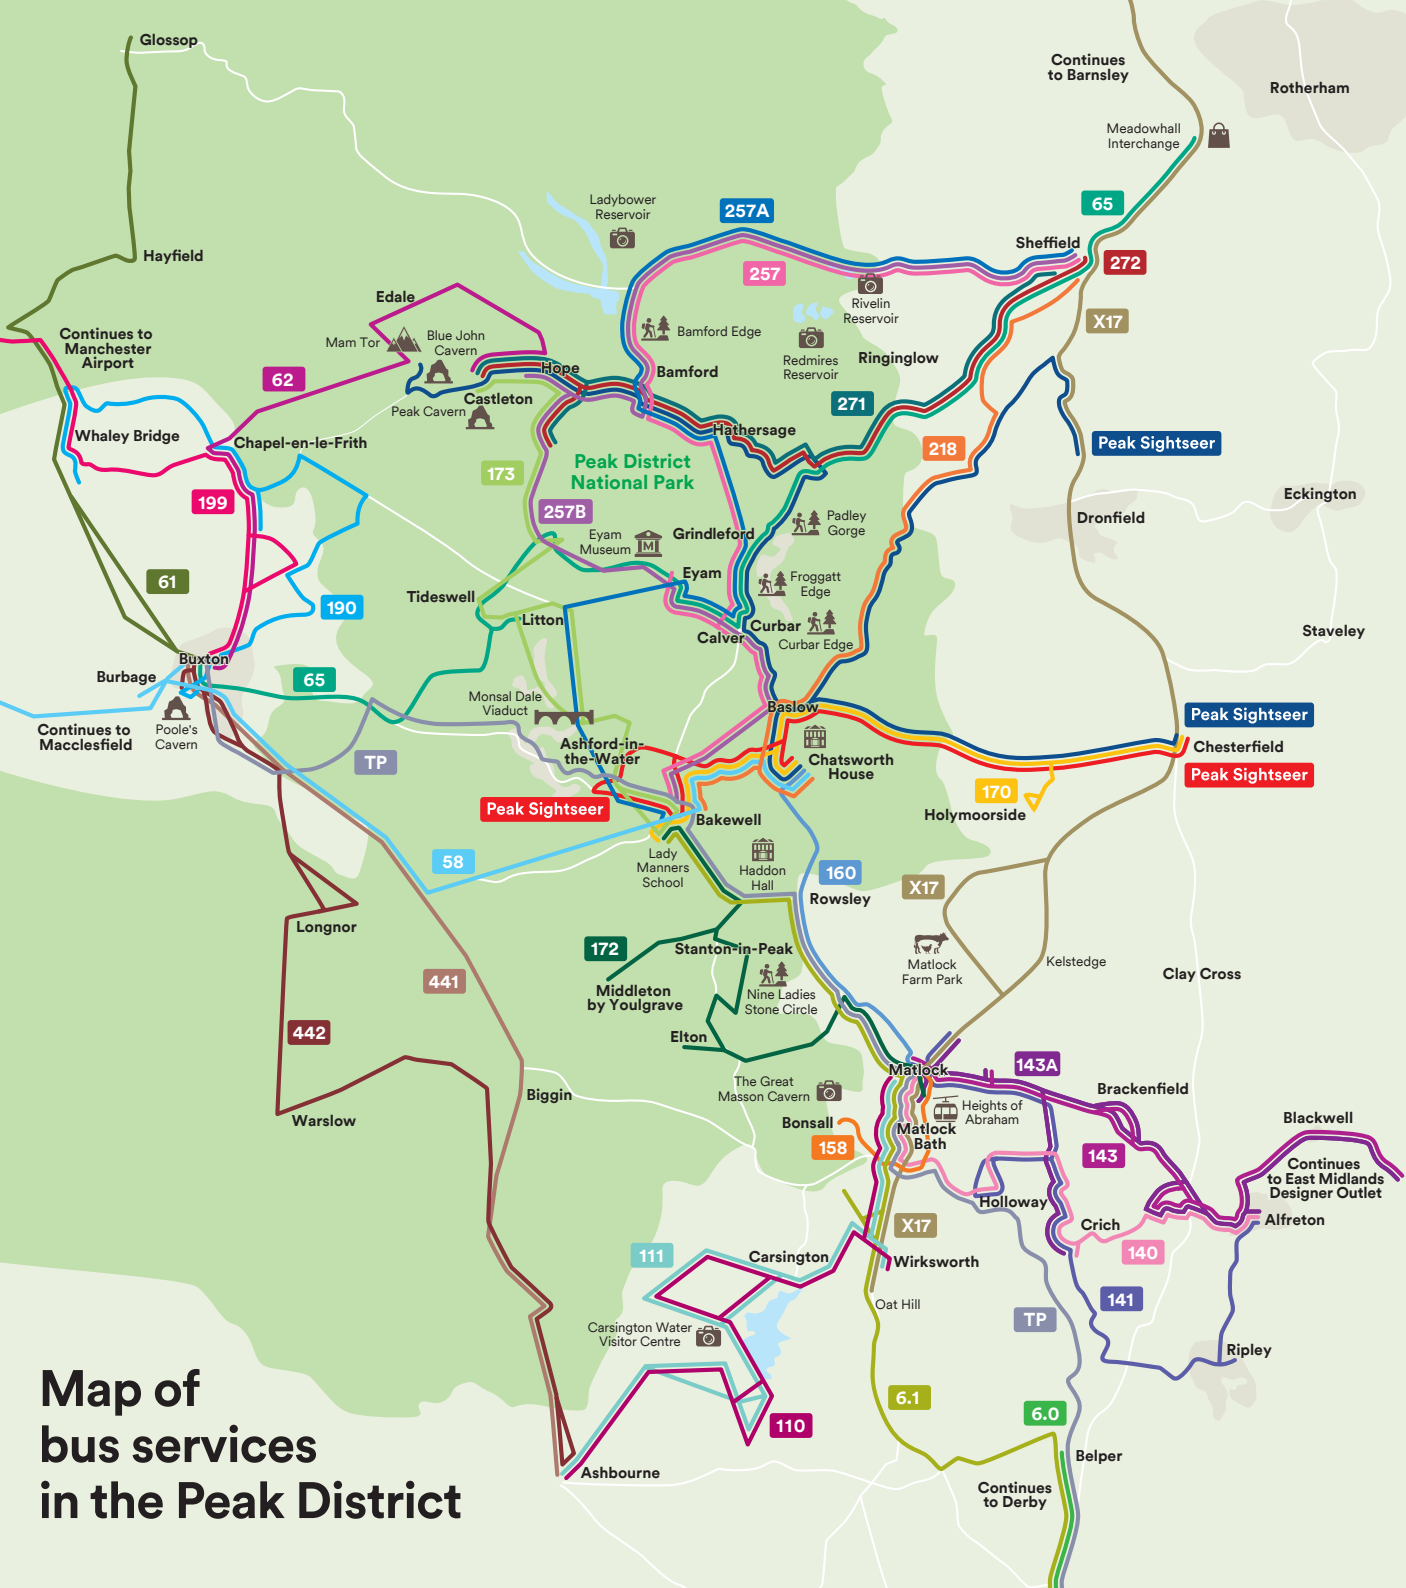 Glossop
Continues
to Barnsley
Rotherham
Meadowhall
Interchange
Ladybower
Reservoir
257A
65
Sheffield
272
Hayfield
257
Edale
Rivelin
Reservoir
X17
Continues to
Manchester
Airport
Mam Tor
Blue John
Cavern
Bamford Edge
Redmires
Reservoir
Ringinglow
62
Hope
Bamford
Castleton
Peak Cavern
271
Whaley Bridge
Chapel-en-le-Frith
Hathersage
218
Peak Sightseer
Peak District
National Park
173
199
257B
Eckington
Dronfield
Padley
Gorge
Eyam
Museum
M
Grindleford
61
Eyam
Froggatt
Edge
190
Tideswell
Litton
Curbar
Calver
Curbar Edge
Staveley
Buxton
Burbage
65
Monsal Dale
Viaduct
Baslow
Peak Sightseer
Continues to
Macclesfield
Poole's
Cavern
TP
Ashford-in-
the-Water
Chatsworth
House
Chesterfield
Peak Sightseer
170
Holymoorside
Peak Sightseer
Bakewell
58
Lady
Manners
School
Haddon
Hall
160
X17
Rowsley
Longnor
172
Stanton-in-Peak
Matlock
Farm Park
Kelstedge
Clay Cross
441
Middleton
by Youlgrave
Nine Ladies
Stone Circle
442
Elton
Matlock
143A
Biggin
The Great
Masson Cavern
Heights of
Abraham
Brackenfield
Warslow
Bonsall
Matlock
Bath
Blackwell
158
143
Continues
to East Midlands
Designer Outlet
Holloway
X17
Crich
Alfreton
111
Carsington
Wirksworth
140
Oat Hill
141
Carsington Water
Visitor Centre
TP
Ripley
Map of
bus services
in the Peak District
6.1
6.0
110
Belper
Ashbourne
Continues
to Derby